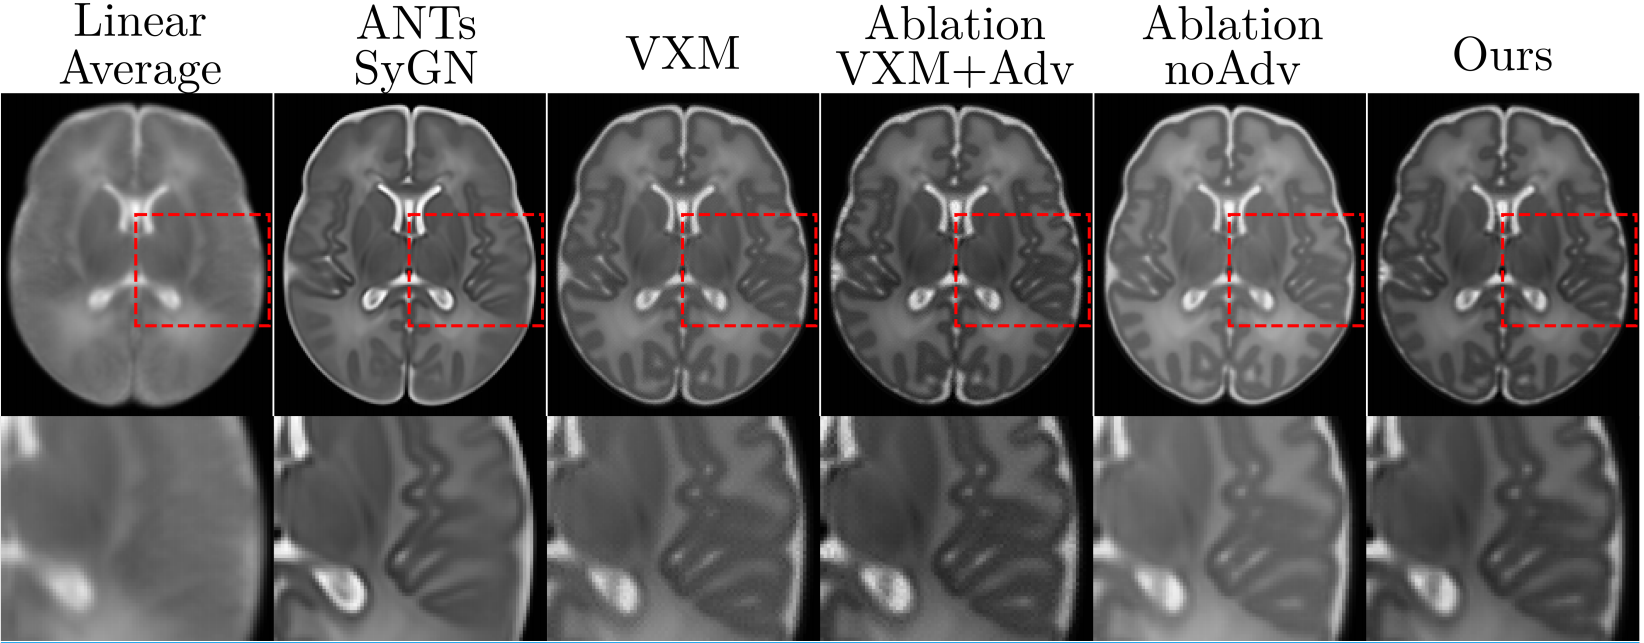 Linear
Average
ANTs
SyGN
VXM
Ablation
VXM+Adv
Ablation
noAdv
Ours